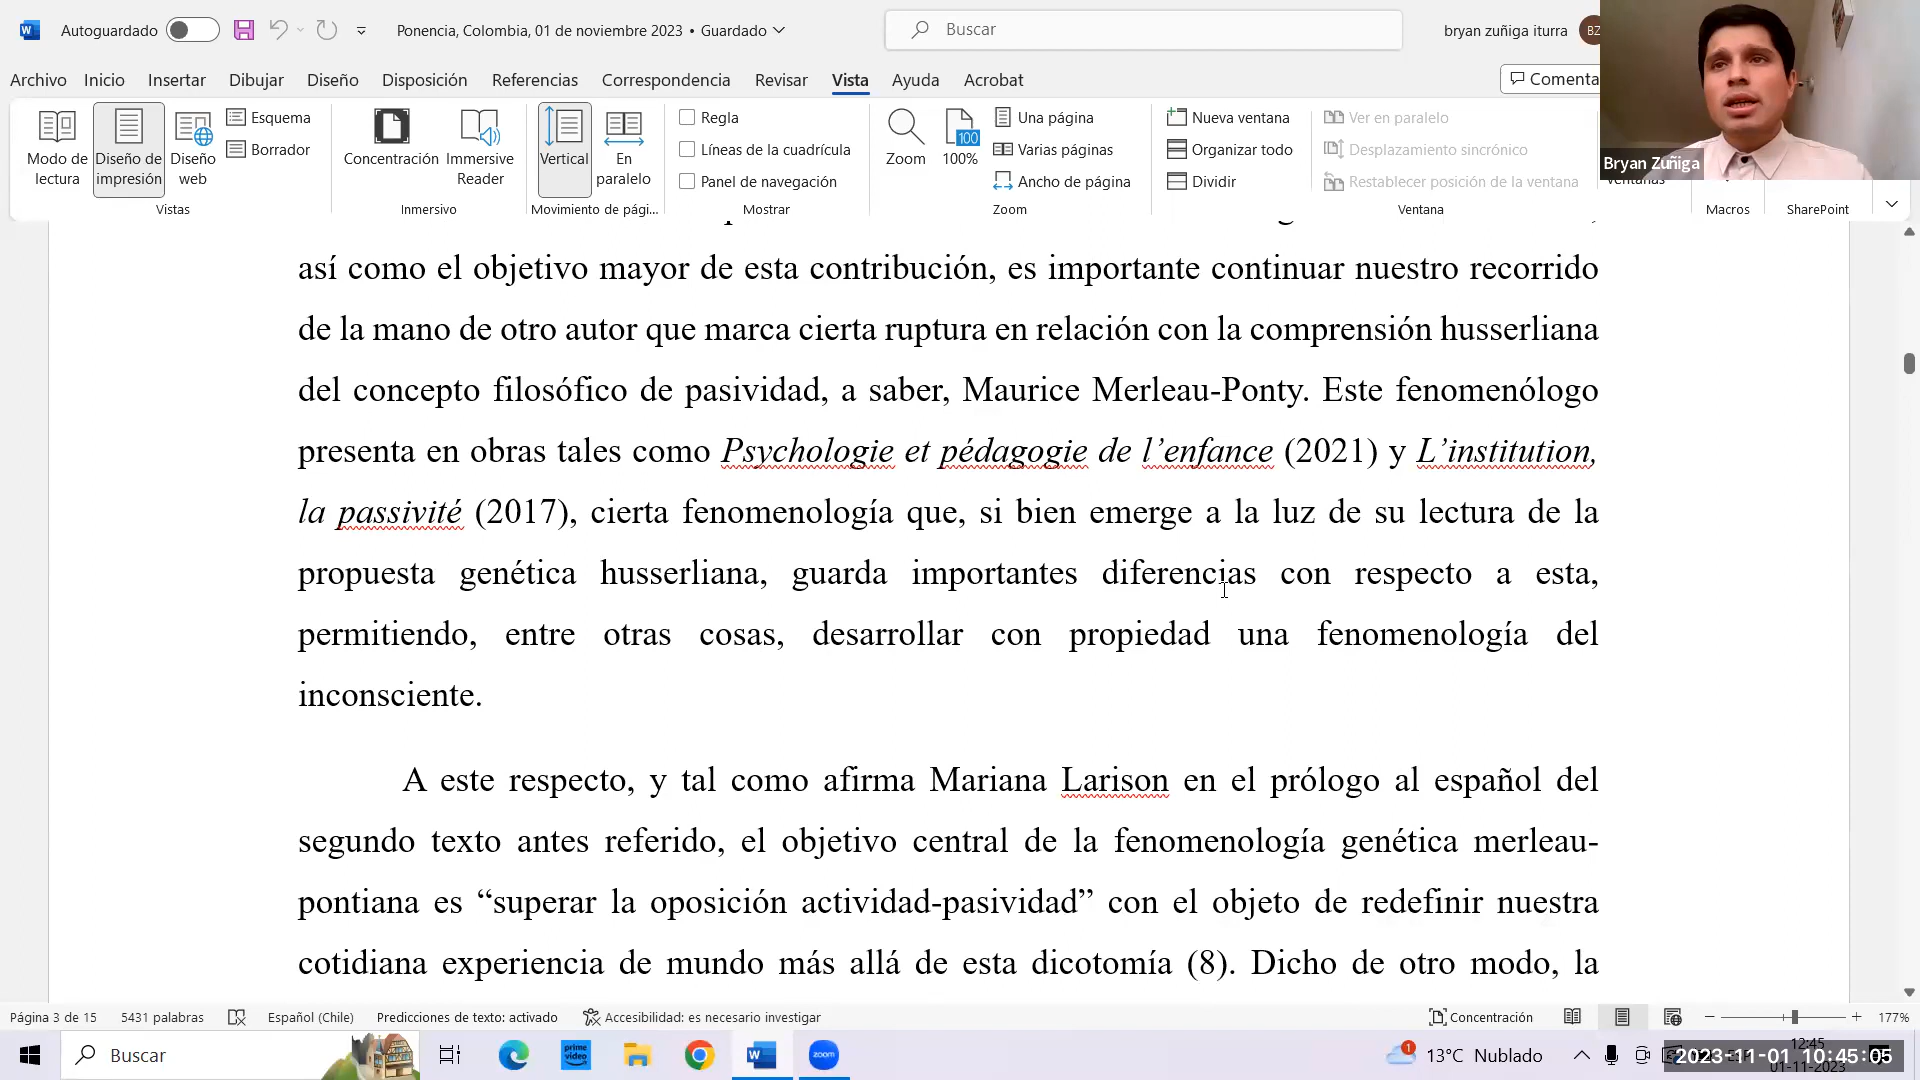 Autoguardado
Ponencia, Colombia, 01 de noviembre 2023 • Guardado
Buscar
bryan zuñiga iturra
BZ
Archivo Inicio Insertar Dibujar Diseño Disposición Referencias Correspondencia Revisar Vista Ayuda Acrobat
Comenta
Modo de lectura
Diseño de impresión
Diseño web
Esquema
Borrador
Vistas
Concentración
Immersive Reader
Inmersivo
Vertical
En paralelo
Movimiento de pági...
Regla
Líneas de la cuadrícula
Panel de navegación
Mostrar
Zoom
100
100%
Una página
Varias páginas
Ancho de página
Zoom
Nueva ventana
Organizar todo
Dividir
Ver en paralelo
Desplazamiento sincrónico
Restablecer posición de la ventana
Ventana
Macros
SharePoint
Bryan Zuñiga
así como el objetivo mayor de esta contribución, es importante continuar nuestro recorrido
de la mano de otro autor que marca cierta ruptura en relación con la comprensión husserliana
del concepto filosófico de pasividad, a saber, Maurice Merleau-Ponty. Este fenomenólogo
presenta en obras tales como Psychologie et pédagogie de l’enfance (2021) y L’institution,
la passivité (2017), cierta fenomenología que, si bien emerge a la luz de su lectura de la
propuesta genética husserliana, guarda importantes diferencias con respecto a esta,
permitiendo, entre otras cosas, desarrollar con propiedad una fenomenología del
inconsciente.
A este respecto, y tal como afirma Mariana Larison en el prólogo al español del
segundo texto antes referido, el objetivo central de la fenomenología genética merleau-
pontiana es “superar la oposición actividad-pasividad” con el objeto de redefinir nuestra
cotidiana experiencia de mundo más allá de esta dicotomía (8). Dicho de otro modo, la
Página 3 de 15 5431 palabras Español (Chile) Predicciones de texto: activado Accesibilidad: es necesario investigar
Concentración
177%
Buscar
prime video
zoom
1
13°C Nublado
12:45
01-11-2023
2023-11-01 10:45:05